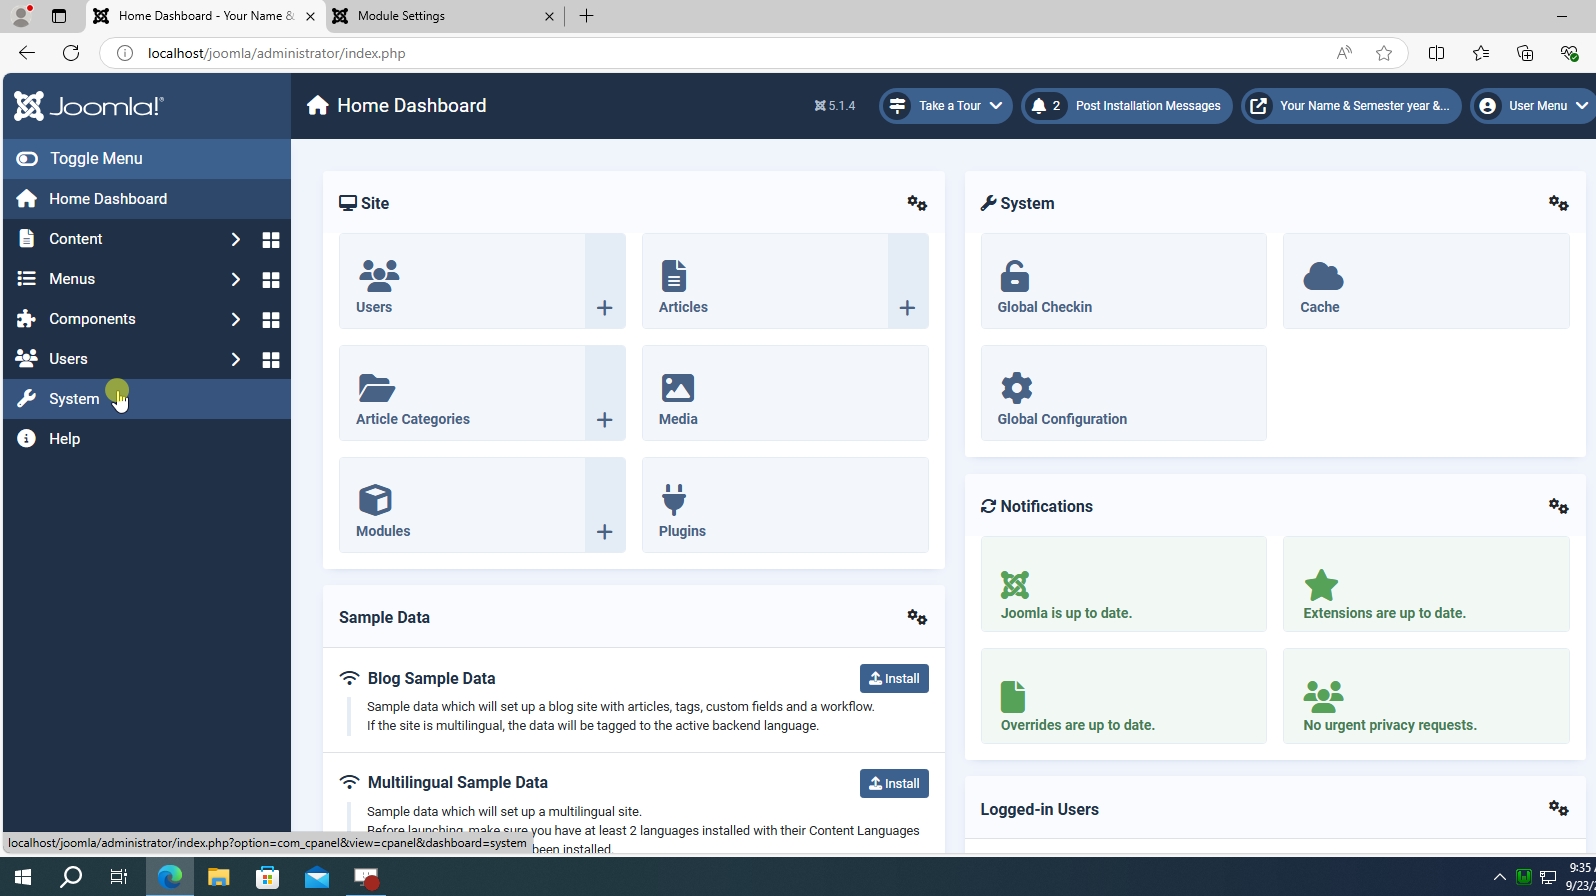 Home Dashboard - Your Name &
Module Settings
localhost/joomla/administrator/index.php
Joomla!
Home Dashboard
5.1.4
Take a Tour
2 Post Installation Messages
Your Name & Semester year &...
User Menu
Toggle Menu
Home Dashboard
Content
Menus
Components
Users
System
Help
Site
Users
Articles
Article Categories
Media
Modules
Plugins
Sample Data
Blog Sample Data
Install
Sample data which will set up a blog site with articles, tags, custom fields and a workflow.
If the site is multilingual, the data will be tagged to the active backend language.
Multilingual Sample Data
Install
Sample data which will set up a multilingual site.
Before launching, make sure you have at least 2 languages installed with their Content Languages
been installed.
System
Global Checkin
Cache
Global Configuration
Notifications
Joomla is up to date.
Extensions are up to date.
Overrides are up to date.
No urgent privacy requests.
Logged-in Users
localhost/joomla/administrator/index.php?option=com_cpanel&view=cpanel&dashboard=system
9:35
9/23/